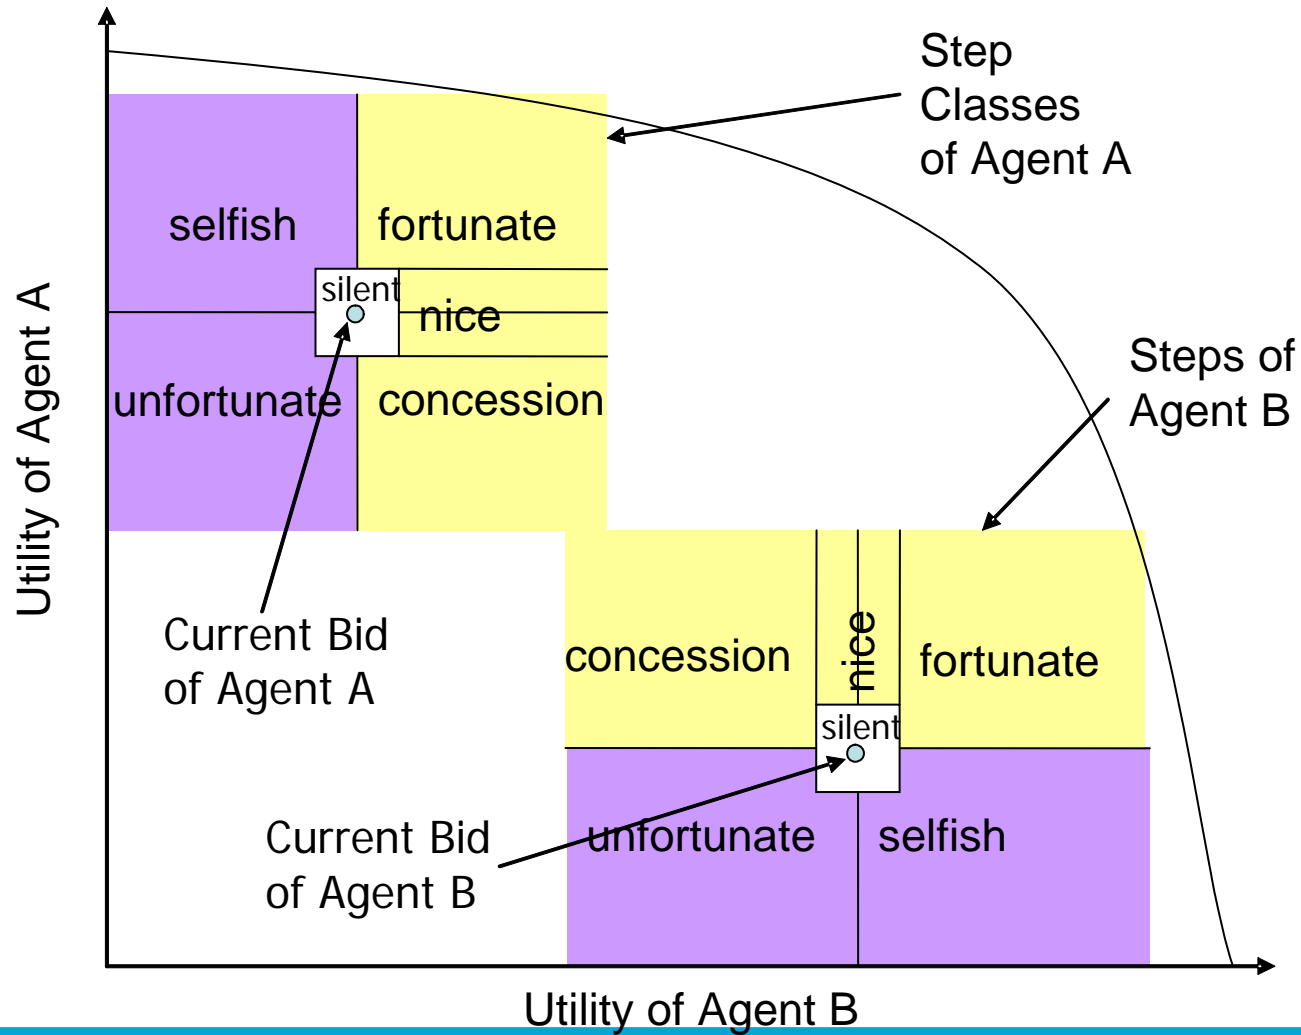 Step
Classes
of Agent A
selfish
fortunate
silent
nice
unfortunate
concession
Utility of Agent A
Steps of
Agent B
Current Bid
of Agent A
concession
nice
fortunate
silent
Current Bid
of Agent B
unfortunate
selfish
Utility of Agent B